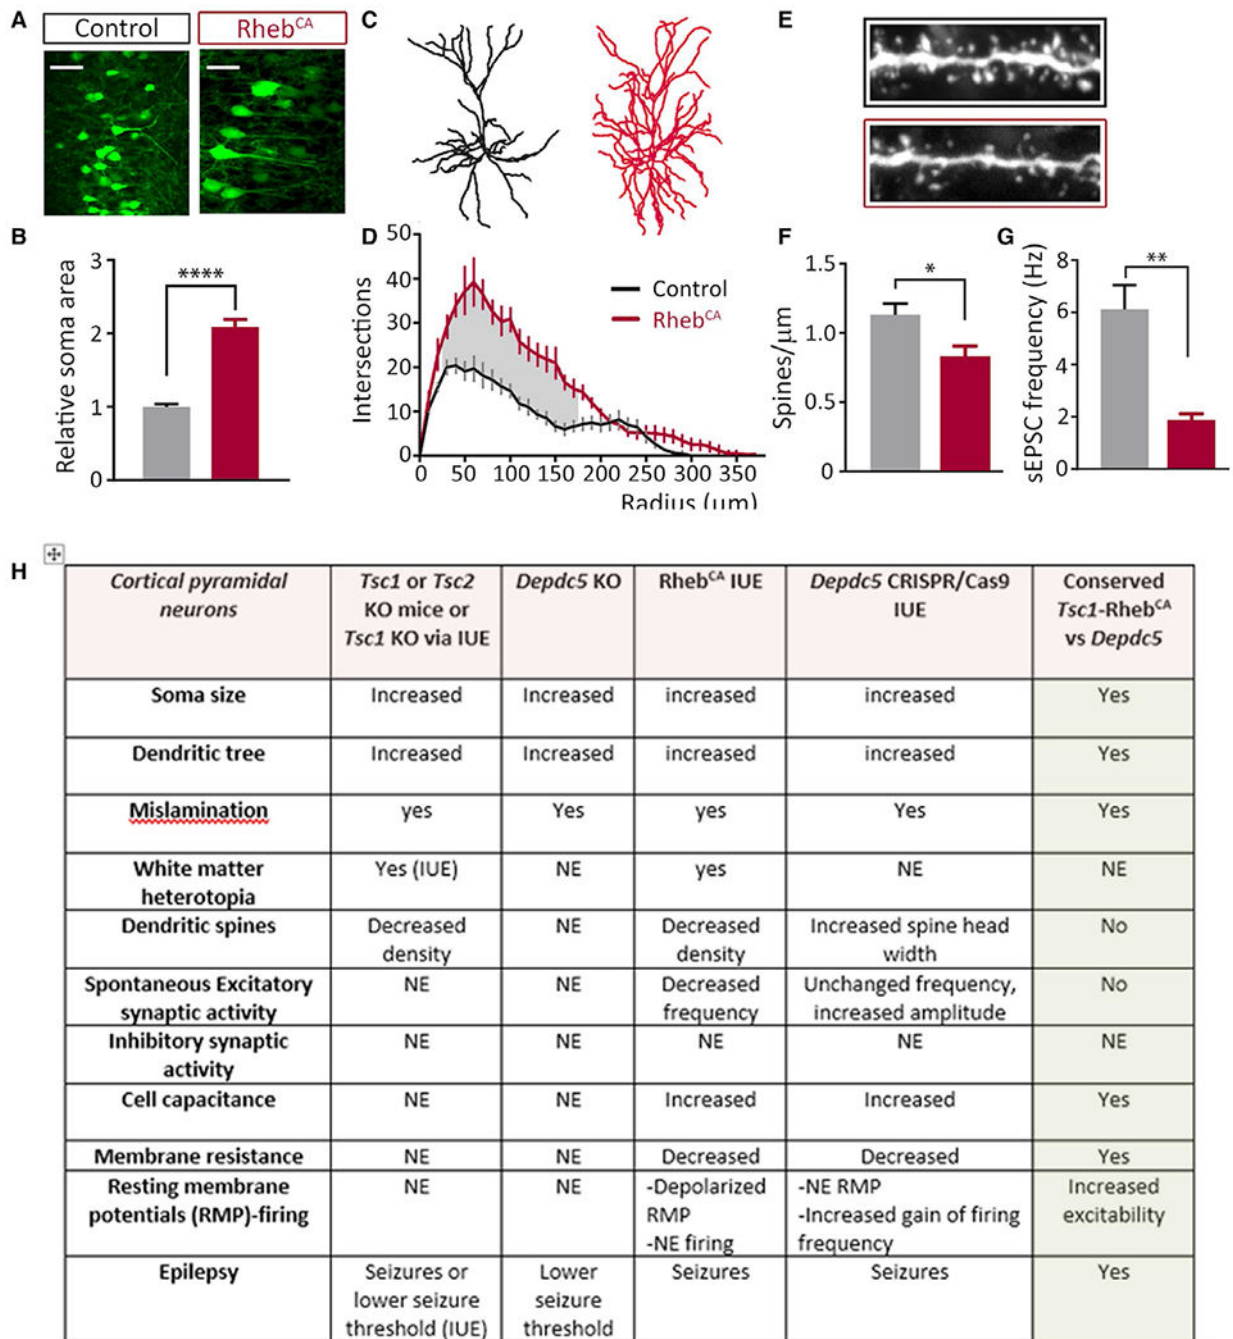 A
Control
Rheb^CA
C
E
B
Relative soma area
3
2
1
0
****
D
Intersections
50
40
30
20
10
0
Control
Rheb^CA
0 50 100 150 200 250 300 350
Radius (µm)
F
Spines/µm
1.5
1.0
0.5
0
*
G
sEPSC frequency (Hz)
8
6
4
2
0
**
H
Cortical pyramidal
neurons
Tsc1 or Tsc2
KO mice or
Tsc1 KO via IUE
Depdc5 KO
Rheb^CA IUE
Depdc5 CRISPR/Cas9
IUE
Conserved
Tsc1-Rheb^CA
vs Depdc5
Soma size
Increased
Increased
increased
increased
Yes
Dendritic tree
Increased
Increased
increased
increased
Yes
Mislamination
yes
Yes
yes
Yes
Yes
White matter
heterotopia
Yes (IUE)
NE
yes
NE
NE
Dendritic spines
Decreased
density
NE
Decreased
density
Increased spine head
width
No
Spontaneous Excitatory
synaptic activity
NE
NE
Decreased
frequency
Unchanged frequency,
increased amplitude
No
Inhibitory synaptic
activity
NE
NE
NE
NE
NE
Cell capacitance
NE
NE
Increased
Increased
Yes
Membrane resistance
NE
NE
Decreased
Decreased
Yes
Resting membrane
potentials (RMP)-firing
NE
NE
-Depolarized
RMP
-NE firing
-NE RMP
-Increased gain of firing
frequency
Increased
excitability
Epilepsy
Seizures or
lower seizure
threshold (IUE)
Lower
seizure
threshold
Seizures
Seizures
Yes